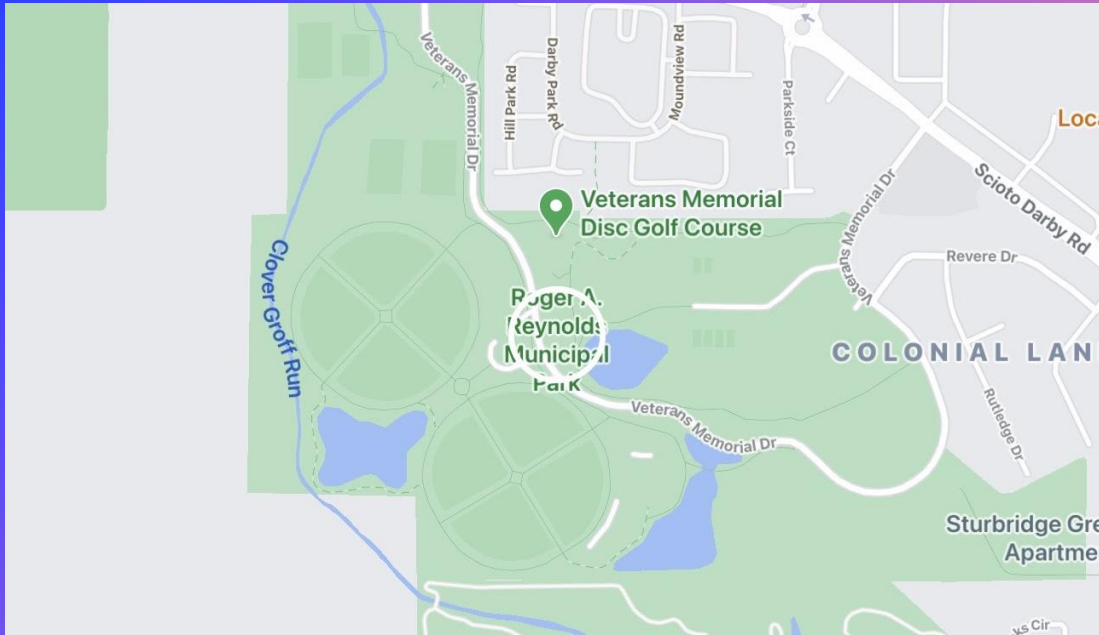 Veterans Memorial Dr
Hill Park Rd
Darby Park Rd
Moundview Rd
Parkside Ct
Loca
Scioto Darby Rd
Veterans Memorial
Disc Golf Course
Veterans Memorial Dr
Revere Dr
Clover Groff Run
Roger A.
Reynolds
Municipal
Park
COLONIAL LAN
Rutledge Dr
Veterans Memorial Dr
Sturbridge Gre
Apartme
ks Cir